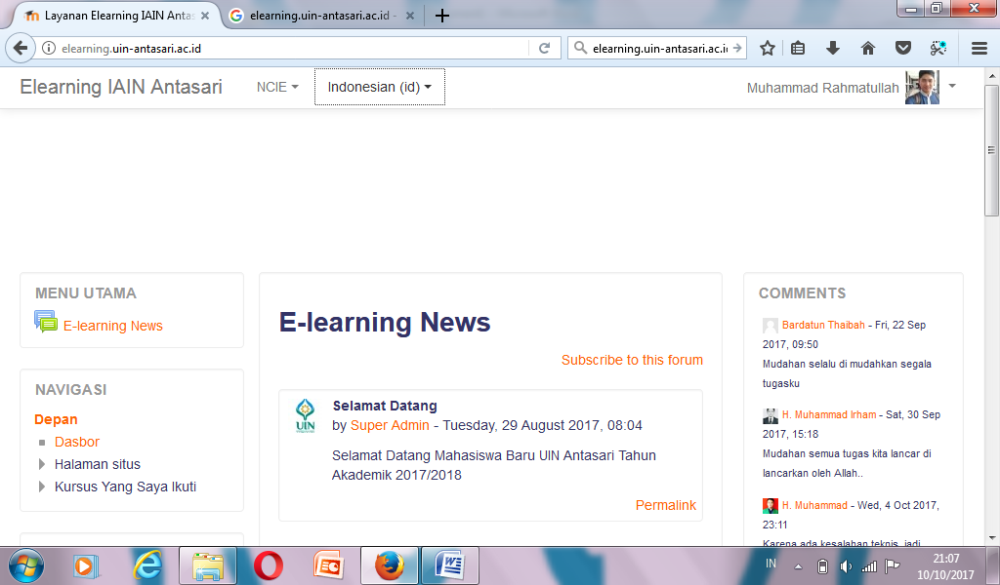 Layanan Elearning IAIN Antas
elearning.uin-antasari.ac.id -
elearning.uin-antasari.ac.id
elearning.uin-antasari.ac.i
Elearning IAIN Antasari
NCIE
Indonesian (id)
Muhammad Rahmatullah
MENU UTAMA
E-learning News
NAVIGASI
Depan
Dasbor
Halaman situs
Kursus Yang Saya Ikuti
E-learning News
Subscribe to this forum
UIN
Selamat Datang
by Super Admin - Tuesday, 29 August 2017, 08:04
Selamat Datang Mahasiswa Baru UIN Antasari Tahun
Akademik 2017/2018
Permalink
COMMENTS
Bardatun Thaibah - Fri, 22 Sep
2017, 09:50
Mudahan selalu di mudahkan segala
tugasku
H. Muhammad Irham - Sat, 30 Sep
2017, 15:18
Mudahan semua tugas kita lancar di
lancarkan oleh Allah..
H. Muhammad - Wed, 4 Oct 2017,
23:11
Karena ada kesalahan teknis, jadi
IN
21:07
10/10/2017